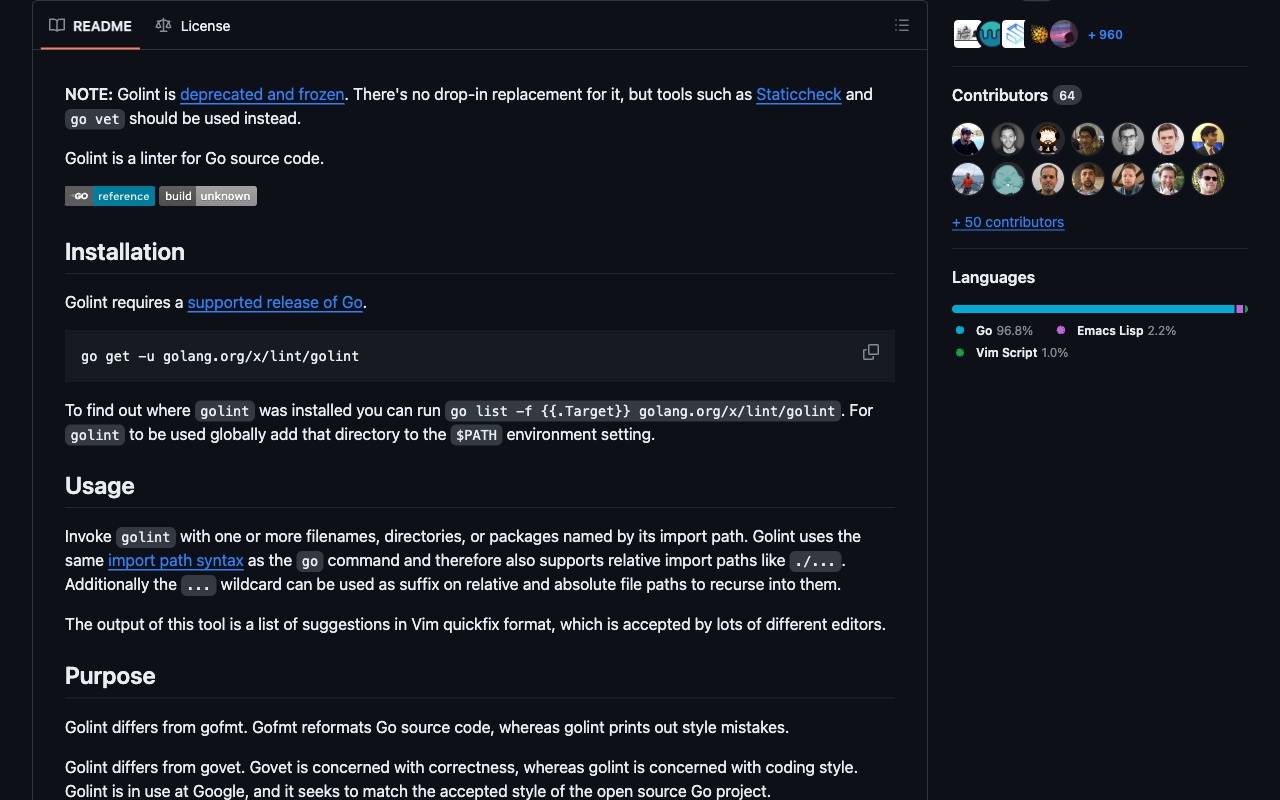 README
License
NOTE: Golint is deprecated and frozen. There's no drop-in replacement for it, but tools such as Staticcheck and
go vet should be used instead.
Golint is a linter for Go source code.
GO reference build unknown
Installation
Golint requires a supported release of Go.
go get -u golang.org/x/lint/golint
To find out where golint was installed you can run go list -f {{.Target}} golang.org/x/lint/golint. For
golint to be used globally add that directory to the $PATH environment setting.
Usage
Invoke golint with one or more filenames, directories, or packages named by its import path. Golint uses the
same import path syntax as the go command and therefore also supports relative import paths like ./... .
Additionally the ... wildcard can be used as suffix on relative and absolute file paths to recurse into them.
The output of this tool is a list of suggestions in Vim quickfix format, which is accepted by lots of different editors.
Purpose
Golint differs from gofmt. Gofmt reformats Go source code, whereas golint prints out style mistakes.
Golint differs from govet. Govet is concerned with correctness, whereas golint is concerned with coding style.
Golint is in use at Google, and it seeks to match the accepted style of the open source Go project.
+ 960
Contributors 64
+ 50 contributors
Languages
Go 96.8% Emacs Lisp 2.2%
Vim Script 1.0%